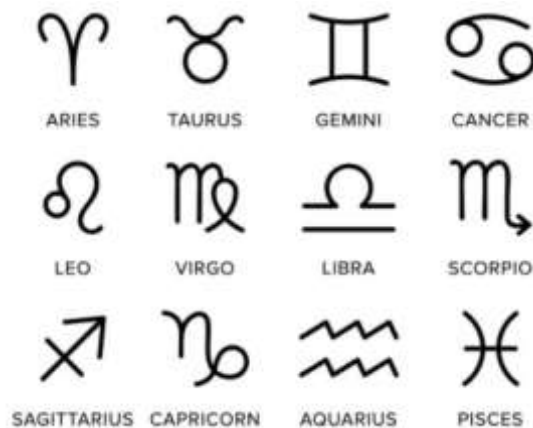 ARIES TAURUS GEMINI CANCER
LEO VIRGO LIBRA SCORPIO
SAGITTARIUS CAPRICORN AQUARIUS PISCES